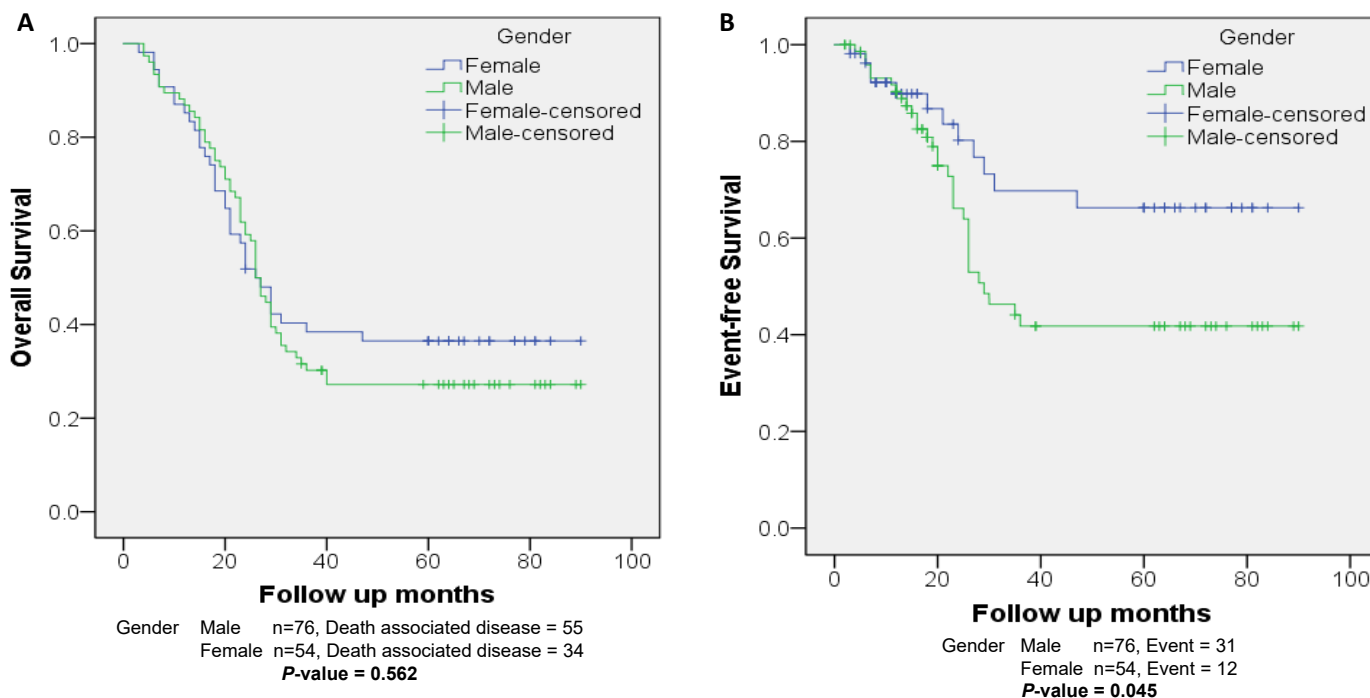 A
Overall Survival
1.0
0.8
0.6
0.4
0.2
0.0
Gender
Female
Male
Female-censored
Male-censored
0 20 40 60 80 100
Follow up months
Gender Male n=76, Death associated disease = 55
Female n=54, Death associated disease = 34
P-value = 0.562
B
Event-free Survival
1.0
0.8
0.6
0.4
0.2
0.0
Gender
Female
Male
Female-censored
Male-censored
0 20 40 60 80 100
Follow up months
Gender Male n=76, Event = 31
Female n=54, Event = 12
P-value = 0.045